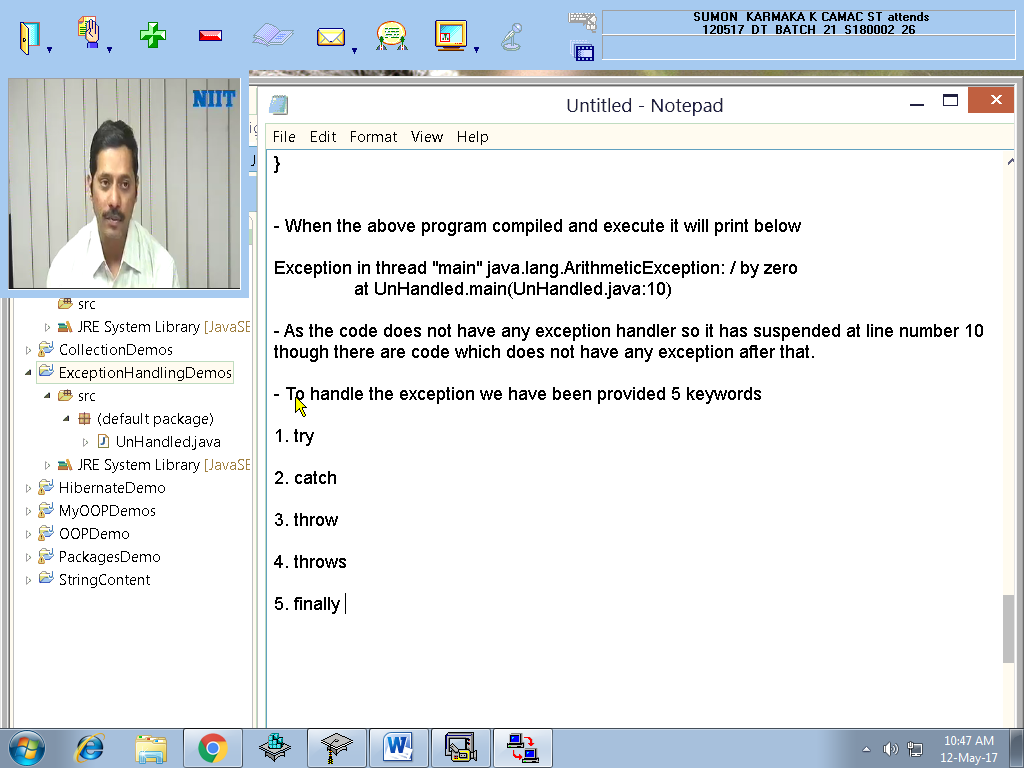 SUMON KARMAKA K CAMAC ST attends
120517_DT_BATCH_21_S180002_26
NIIT
Untitled - Notepad
File Edit Format View Help
}
- When the above program compiled and execute it will print below
Exception in thread "main" java.lang.ArithmeticException: / by zero
at UnHandled.main(UnHandled.java:10)
- As the code does not have any exception handler so it has suspended at line number 10
though there are code which does not have any exception after that.
- To handle the exception we have been provided 5 keywords
1. try
2. catch
3. throw
4. throws
5. finally
src
JRE System Library [JavaSE
CollectionDemos
ExceptionHandlingDemos
src
(default package)
UnHandled.java
JRE System Library [JavaSE
HibernateDemo
MyOOPDemos
OOPDemo
PackagesDemo
StringContent
10:47 AM
12-May-17